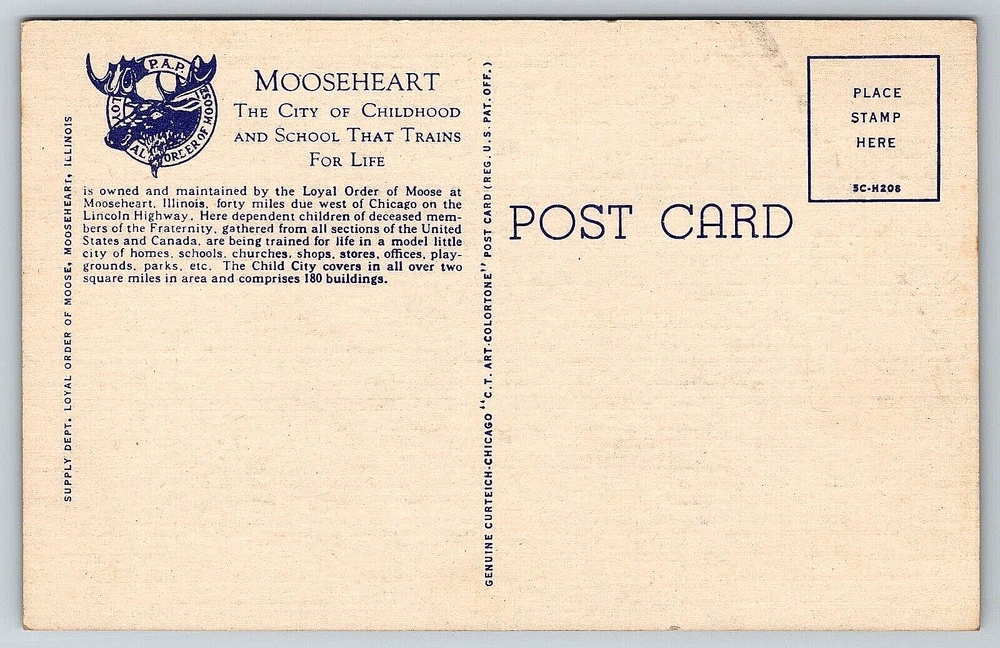 P.A.P.
LOYAL ORDER OF MOOSE
MOOSEHEART
THE CITY OF CHILDHOOD
AND SCHOOL THAT TRAINS
FOR LIFE
is owned and maintained by the Loyal Order of Moose at
Mooseheart, Illinois, forty miles due west of Chicago on the
Lincoln Highway. Here dependent children of deceased mem-
bers of the Fraternity, gathered from all sections of the United
States and Canada, are being trained for life in a model little
city of homes, schools, churches, shops, stores, offices, play-
grounds, parks, etc. The Child City covers in all over two
square miles in area and comprises 180 buildings.
SUPPLY DEPT. LOYAL ORDER OF MOOSE, MOOSEHEART, ILLINOIS
GENUINE CURTEICH-CHICAGO "C.T. ART-COLORTONE" POST CARD (REG. U.S. PAT. OFF.)
POST CARD
PLACE
STAMP
HERE
5C-H208